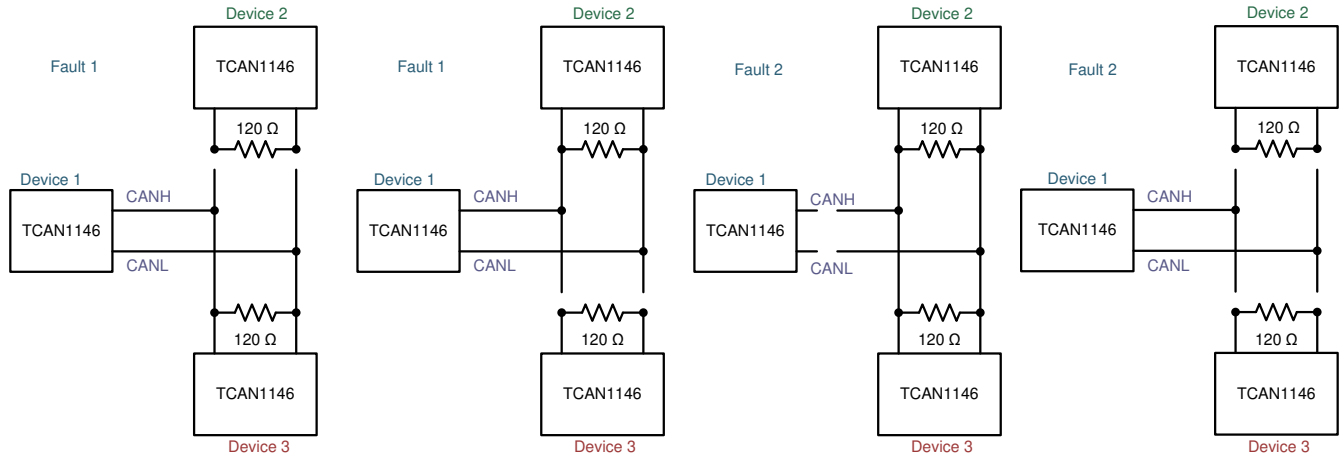 Device 2
Fault 1
TCAN1146
120 Ω
Device 1
CANH
TCAN1146
CANL
120 Ω
TCAN1146
Device 3
Device 2
Fault 1
TCAN1146
120 Ω
Device 1
CANH
TCAN1146
CANL
120 Ω
TCAN1146
Device 3
Device 2
Fault 2
TCAN1146
120 Ω
Device 1
CANH
TCAN1146
CANL
120 Ω
TCAN1146
Device 3
Device 2
Fault 2
TCAN1146
120 Ω
Device 1
CANH
TCAN1146
CANL
120 Ω
TCAN1146
Device 3